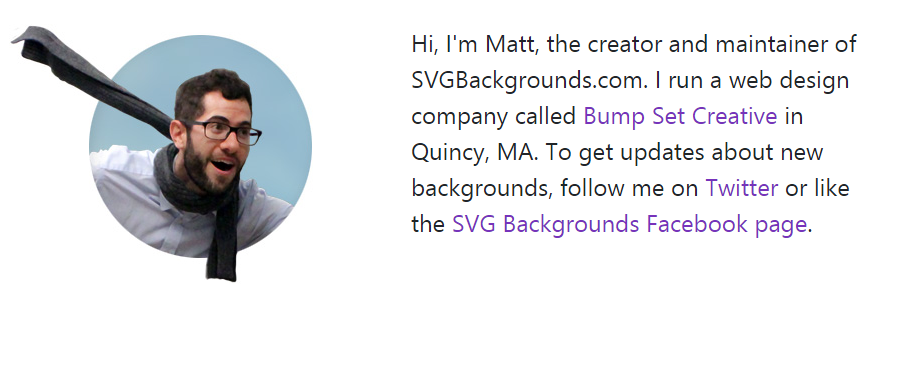 Hi, I'm Matt, the creator and maintainer of
SVGBackgrounds.com. I run a web design
company called Bump Set Creative in
Quincy, MA. To get updates about new
backgrounds, follow me on Twitter or like
the SVG Backgrounds Facebook page.